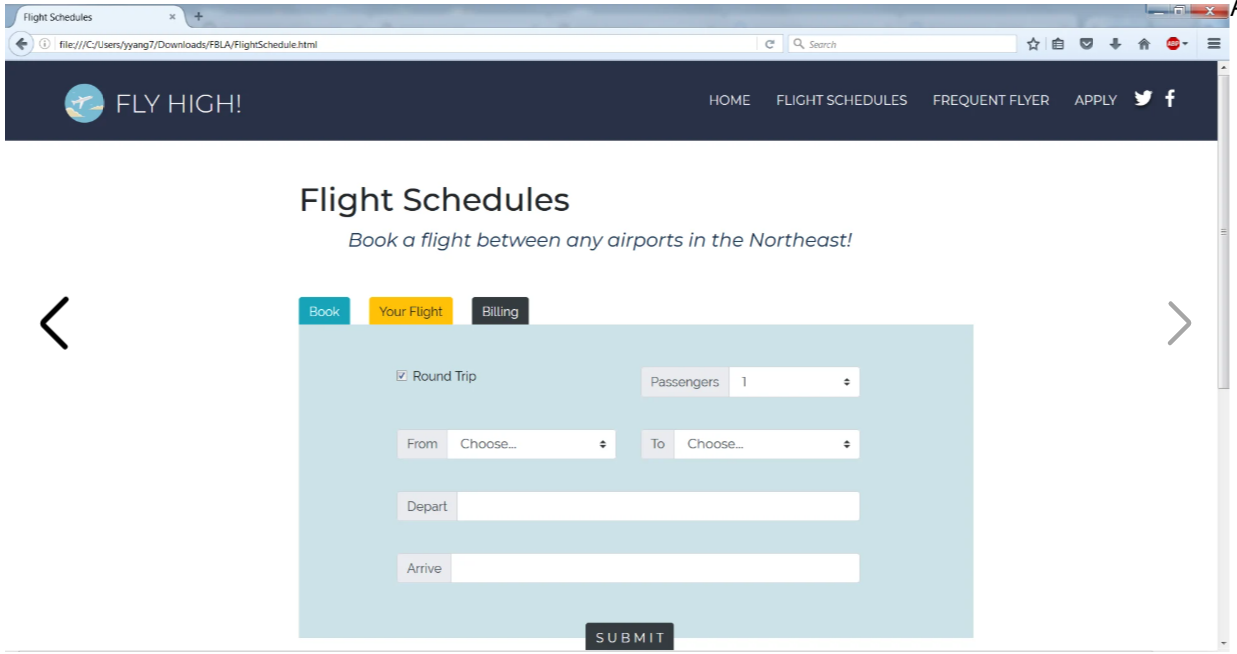 Flight Schedules
file:///C:/Users/yyang7/Downloads/FBLA/FlightSchedule.html
Search
ABP
FLY HIGH!
HOME FLIGHT SCHEDULES FREQUENT FLYER APPLY
Flight Schedules
Book a flight between any airports in the Northeast!
Book Your Flight Billing
Round Trip Passengers 1
From Choose... To Choose...
Depart
Arrive
SUBMIT